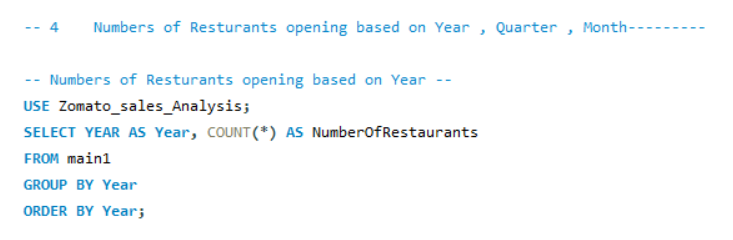 -- 4    Numbers of Resturants opening based on Year , Quarter , Month---------
-- Numbers of Resturants opening based on Year --
USE Zomato_sales_Analysis;
SELECT YEAR AS Year, COUNT(*) AS NumberOfRestaurants
FROM main1
GROUP BY Year
ORDER BY Year;